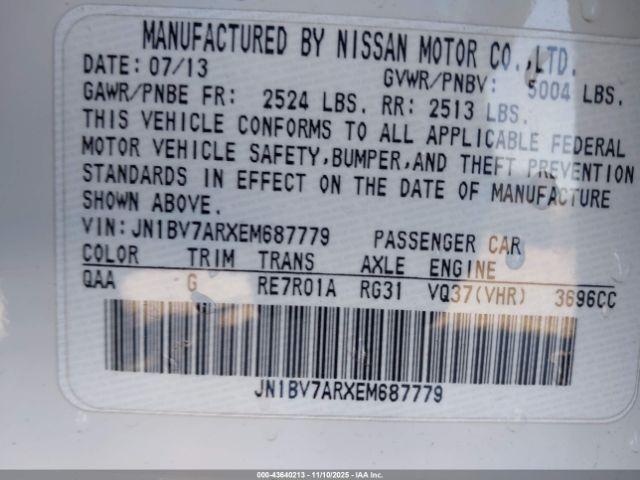 MANUFACTURED BY NISSAN MOTOR CO.,LTD.
DATE: 07/13 GVWR/PNBV: 5004 LBS.
GAWR/PNBE FR: 2524 LBS. RR: 2513 LBS.
THIS VEHICLE CONFORMS TO ALL APPLICABLE FEDERAL
MOTOR VEHICLE SAFETY,BUMPER,AND THEFT PREVENTION
STANDARDS IN EFFECT ON THE DATE OF MANUFACTURE
SHOWN ABOVE.
VIN:JN1BV7ARXEM687779 PASSENGER CAR
COLOR TRIM TRANS AXLE ENGINE
QAA G RE7R01A RG31 VQ37(VHR) 3696CC
JN1BV7ARXEM687779
000-43640213 - 11/10/2025 - IAAI.com